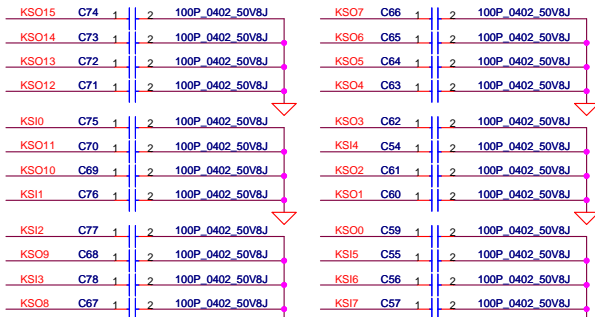 KSO15 C74 1 2 100P_0402_50V8J
KSO14 C73 1 2 100P_0402_50V8J
KSO13 C72 1 2 100P_0402_50V8J
KSO12 C71 1 2 100P_0402_50V8J
KSI0 C75 1 2 100P_0402_50V8J
KSO11 C70 1 2 100P_0402_50V8J
KSO10 C69 1 2 100P_0402_50V8J
KSI1 C76 1 2 100P_0402_50V8J
KSI2 C77 1 2 100P_0402_50V8J
KSO9 C68 1 2 100P_0402_50V8J
KSI3 C78 1 2 100P_0402_50V8J
KSO8 C67 1 2 100P_0402_50V8J
KSO7 C66 1 2 100P_0402_50V8J
KSO6 C65 1 2 100P_0402_50V8J
KSO5 C64 1 2 100P_0402_50V8J
KSO4 C63 1 2 100P_0402_50V8J
KSO3 C62 1 2 100P_0402_50V8J
KSI4 C54 1 2 100P_0402_50V8J
KSO2 C61 1 2 100P_0402_50V8J
KSO1 C60 1 2 100P_0402_50V8J
KSO0 C59 1 2 100P_0402_50V8J
KSI5 C55 1 2 100P_0402_50V8J
KSI6 C56 1 2 100P_0402_50V8J
KSI7 C57 1 2 100P_0402_50V8J